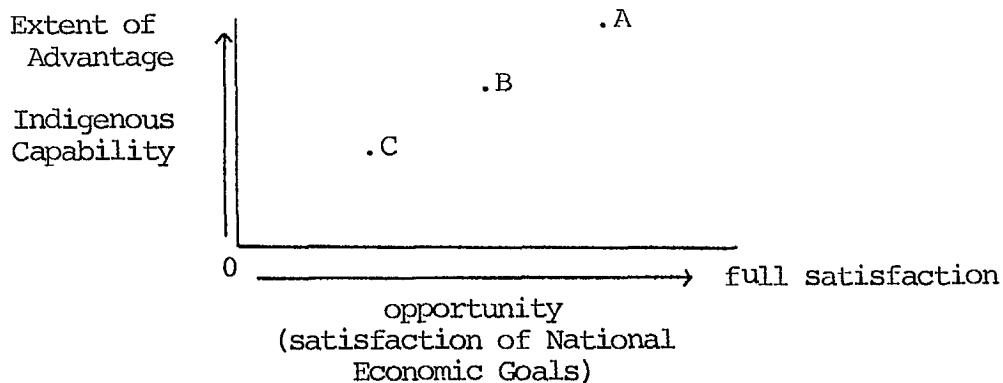 Extent of
Advantage
Indigenous
Capability
.A
.B
.C
0
full satisfaction
opportunity
(satisfaction of National
Economic Goals)